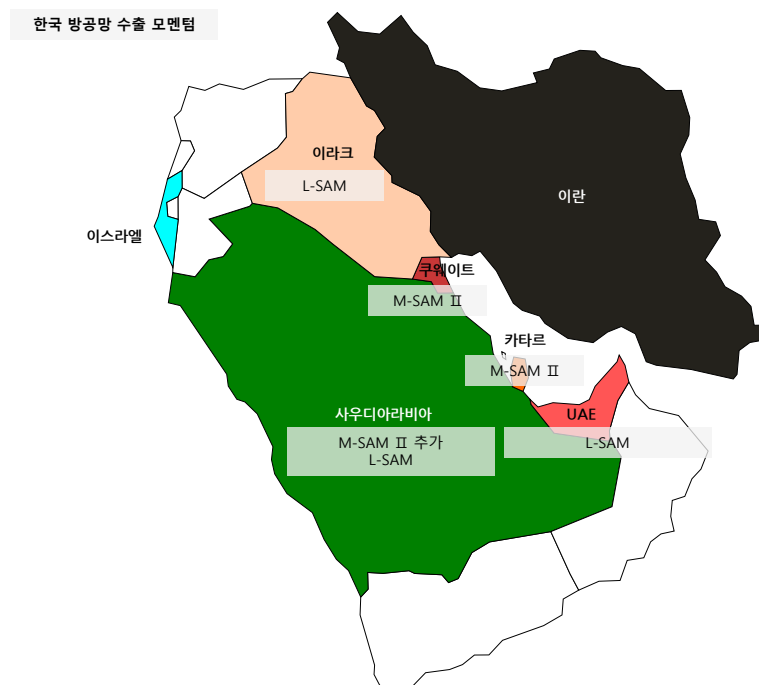 한국 방공망 수출 모멘텀
이라크
L-SAM
이란
이스라엘
쿠웨이트
M-SAM Ⅱ
카타르
M-SAM Ⅱ
사우디아라비아
M-SAM Ⅱ 추가
L-SAM
UAE
L-SAM